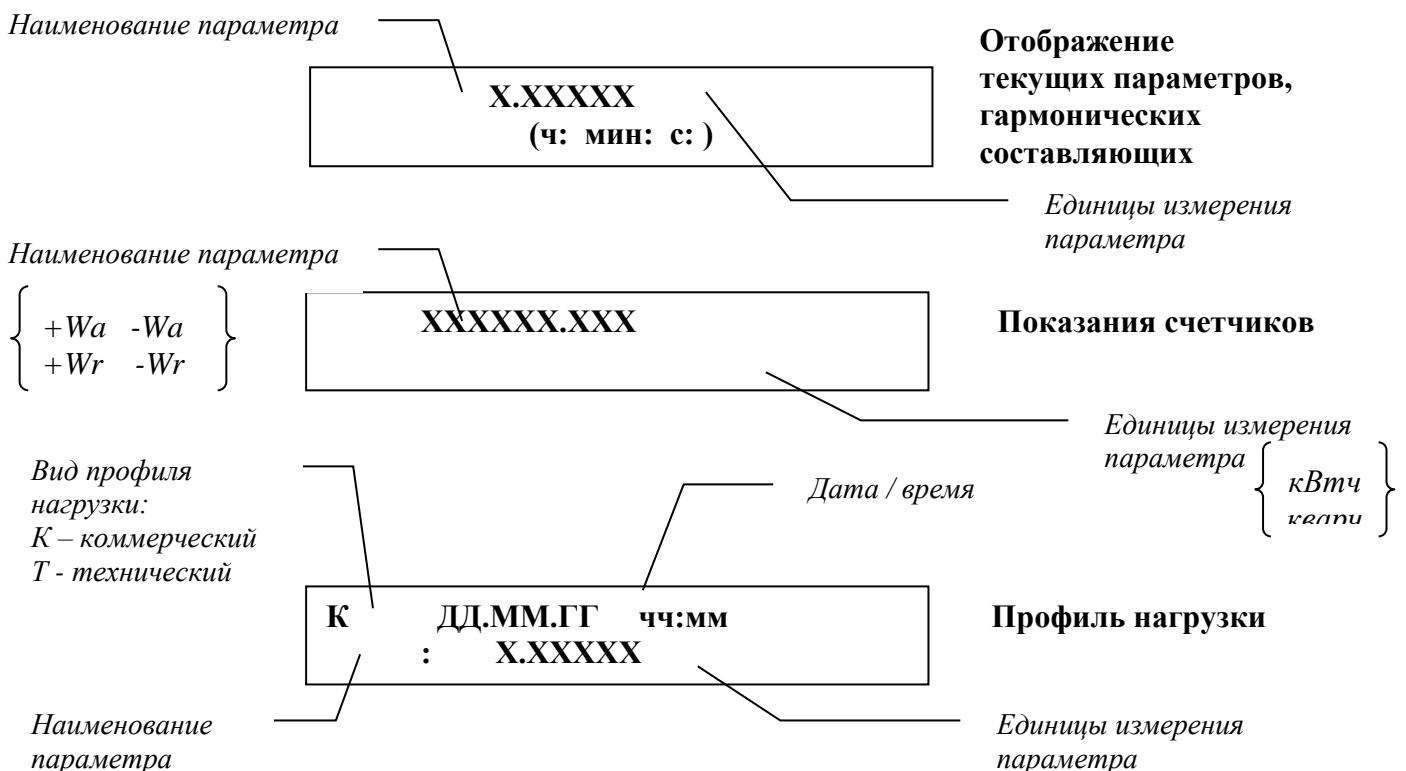 Наименование параметра
Отображение
текущих параметров,
гармонических
составляющих
X.XXXXX
(ч: мин: с: )
Единицы измерения
параметра
Наименование параметра
+Wa -Wa
+Wr -Wr
XXXXXX.XXX
Показания счетчиков
Единицы измерения
параметра
кВтч
кварч
Вид профиля
нагрузки:
К – коммерческий
Т - технический
Дата / время
К ДД.ММ.ГГ чч:мм
: X.XXXXX
Профиль нагрузки
Наименование
параметра
Единицы измерения
параметра